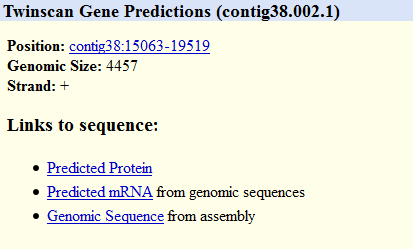 Twinscan Gene Predictions (contig38.002.1)
Position: contig38:15063-19519
Genomic Size: 4457
Strand: +
Links to sequence:
• Predicted Protein
• Predicted mRNA from genomic sequences
• Genomic Sequence from assembly